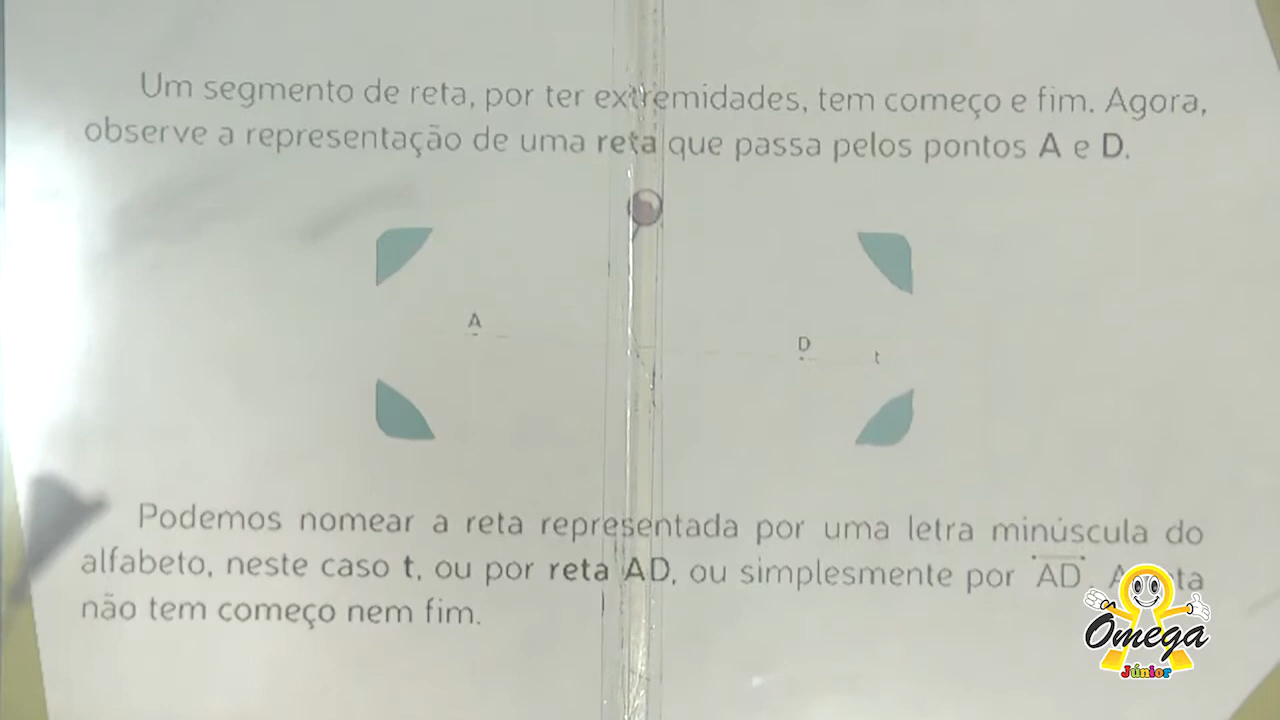 Um segmento de reta, por ter extremidades, tem começo e fim. Agora,
observe a representação de uma reta que passa pelos pontos A e D.
A
D
t
Podemos nomear a reta representada por uma letra minúscula do
alfabeto, neste caso t, ou por reta AD, ou simplesmente por AD. A
não tem começo nem fim.
Ômega
Júnior